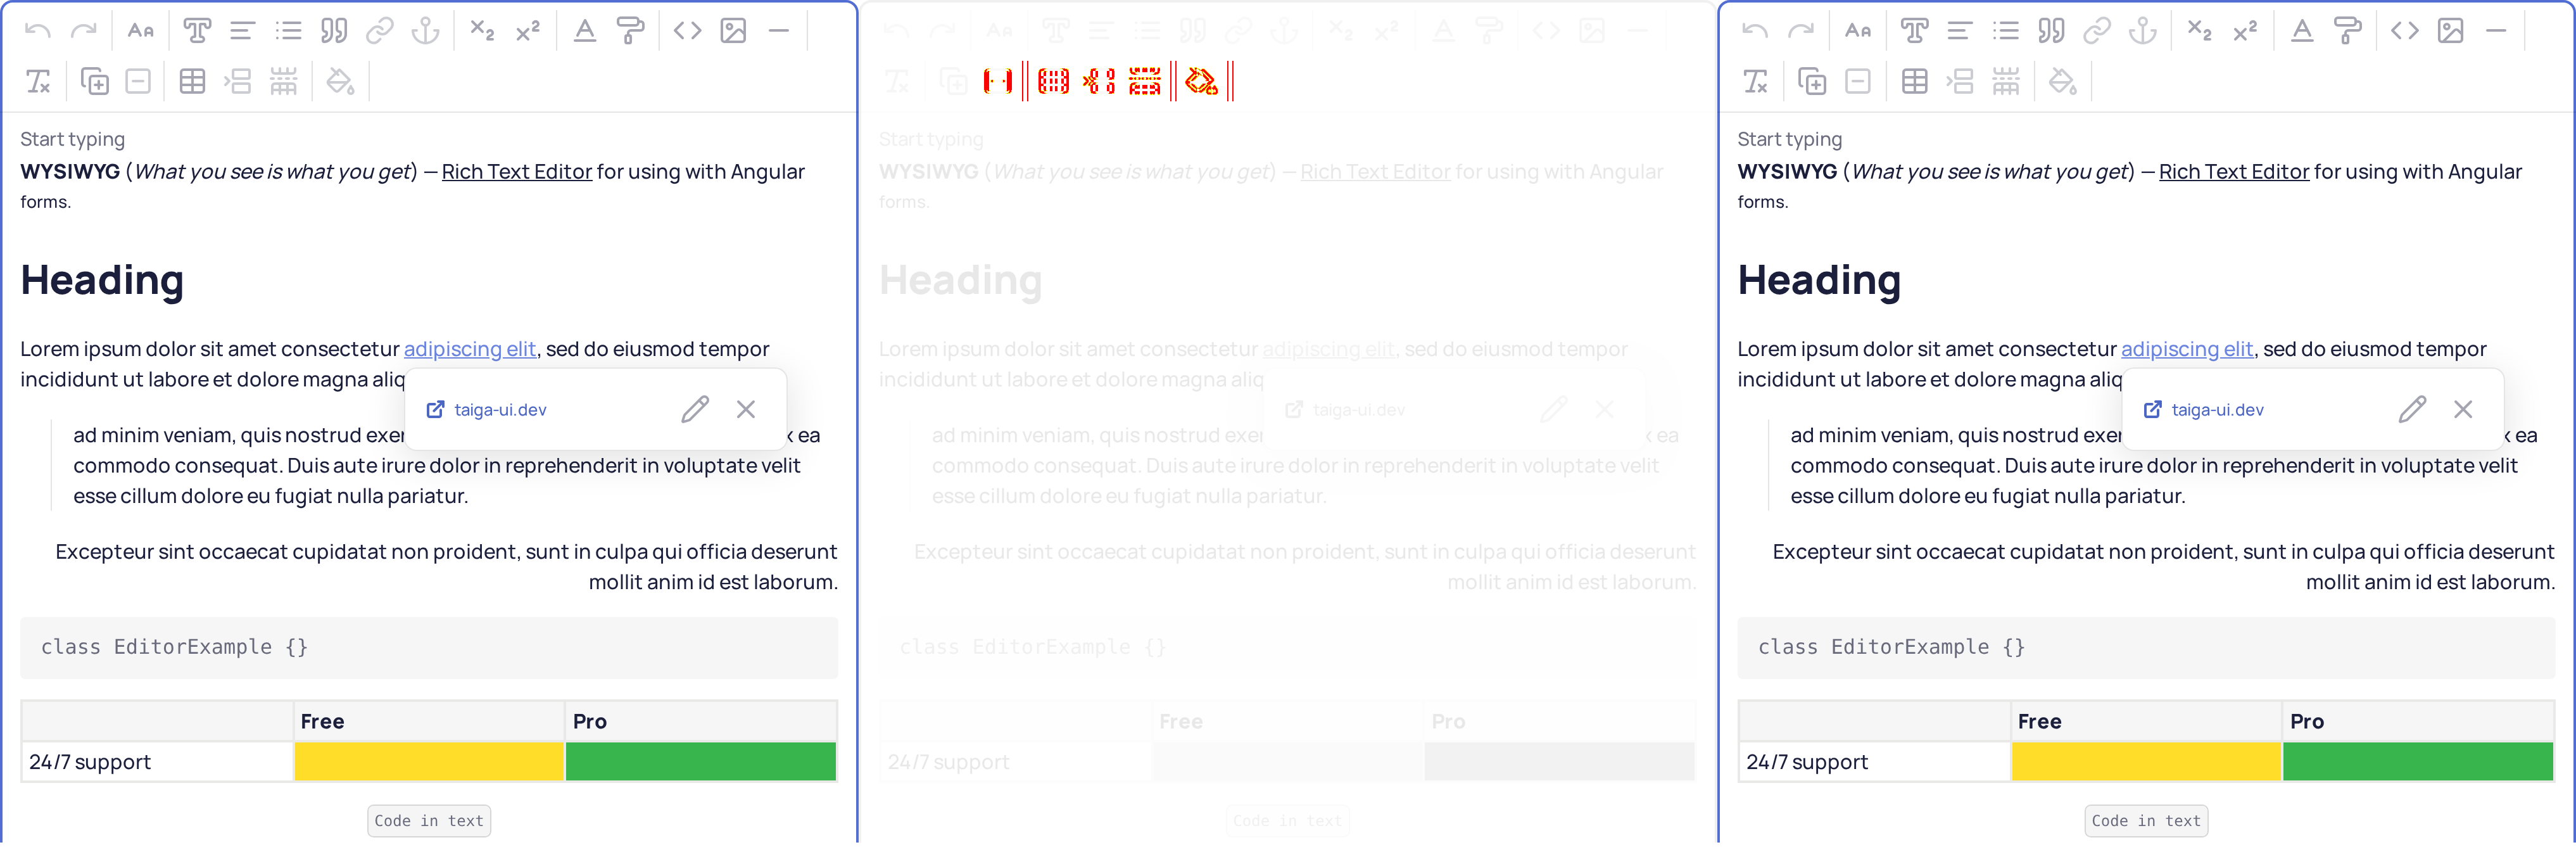 Start typing
WYSIWYG (What you see is what you get) — Rich Text Editor for using with Angular
forms.
Heading
Lorem ipsum dolor sit amet consectetur adipiscing elit, sed do eiusmod tempor
incididunt ut labore et dolore magna aliq
taiga-ui.dev
ad minim veniam, quis nostrud exer x ea
commodo consequat. Duis aute irure dolor in reprehenderit in voluptate velit
esse cillum dolore eu fugiat nulla pariatur.
Excepteur sint occaecat cupidatat non proident, sunt in culpa qui officia deserunt
mollit anim id est laborum.
class EditorExample {}
Free Pro
24/7 support
Code in text
Start typing
WYSIWYG (What you see is what you get) — Rich Text Editor for using with Angular
forms.
Heading
Lorem ipsum dolor sit amet consectetur adipiscing elit, sed do eiusmod tempor
incididunt ut labore et dolore magna aliq
taiga-ui.dev
ad minim veniam, quis nostrud exer x ea
commodo consequat. Duis aute irure dolor in reprehenderit in voluptate velit
esse cillum dolore eu fugiat nulla pariatur.
Excepteur sint occaecat cupidatat non proident, sunt in culpa qui officia deserunt
mollit anim id est laborum.
class EditorExample {}
Free Pro
24/7 support
Code in text
Start typing
WYSIWYG (What you see is what you get) — Rich Text Editor for using with Angular
forms.
Heading
Lorem ipsum dolor sit amet consectetur adipiscing elit, sed do eiusmod tempor
incididunt ut labore et dolore magna aliq
taiga-ui.dev
ad minim veniam, quis nostrud exer x ea
commodo consequat. Duis aute irure dolor in reprehenderit in voluptate velit
esse cillum dolore eu fugiat nulla pariatur.
Excepteur sint occaecat cupidatat non proident, sunt in culpa qui officia deserunt
mollit anim id est laborum.
class EditorExample {}
Free Pro
24/7 support
Code in text